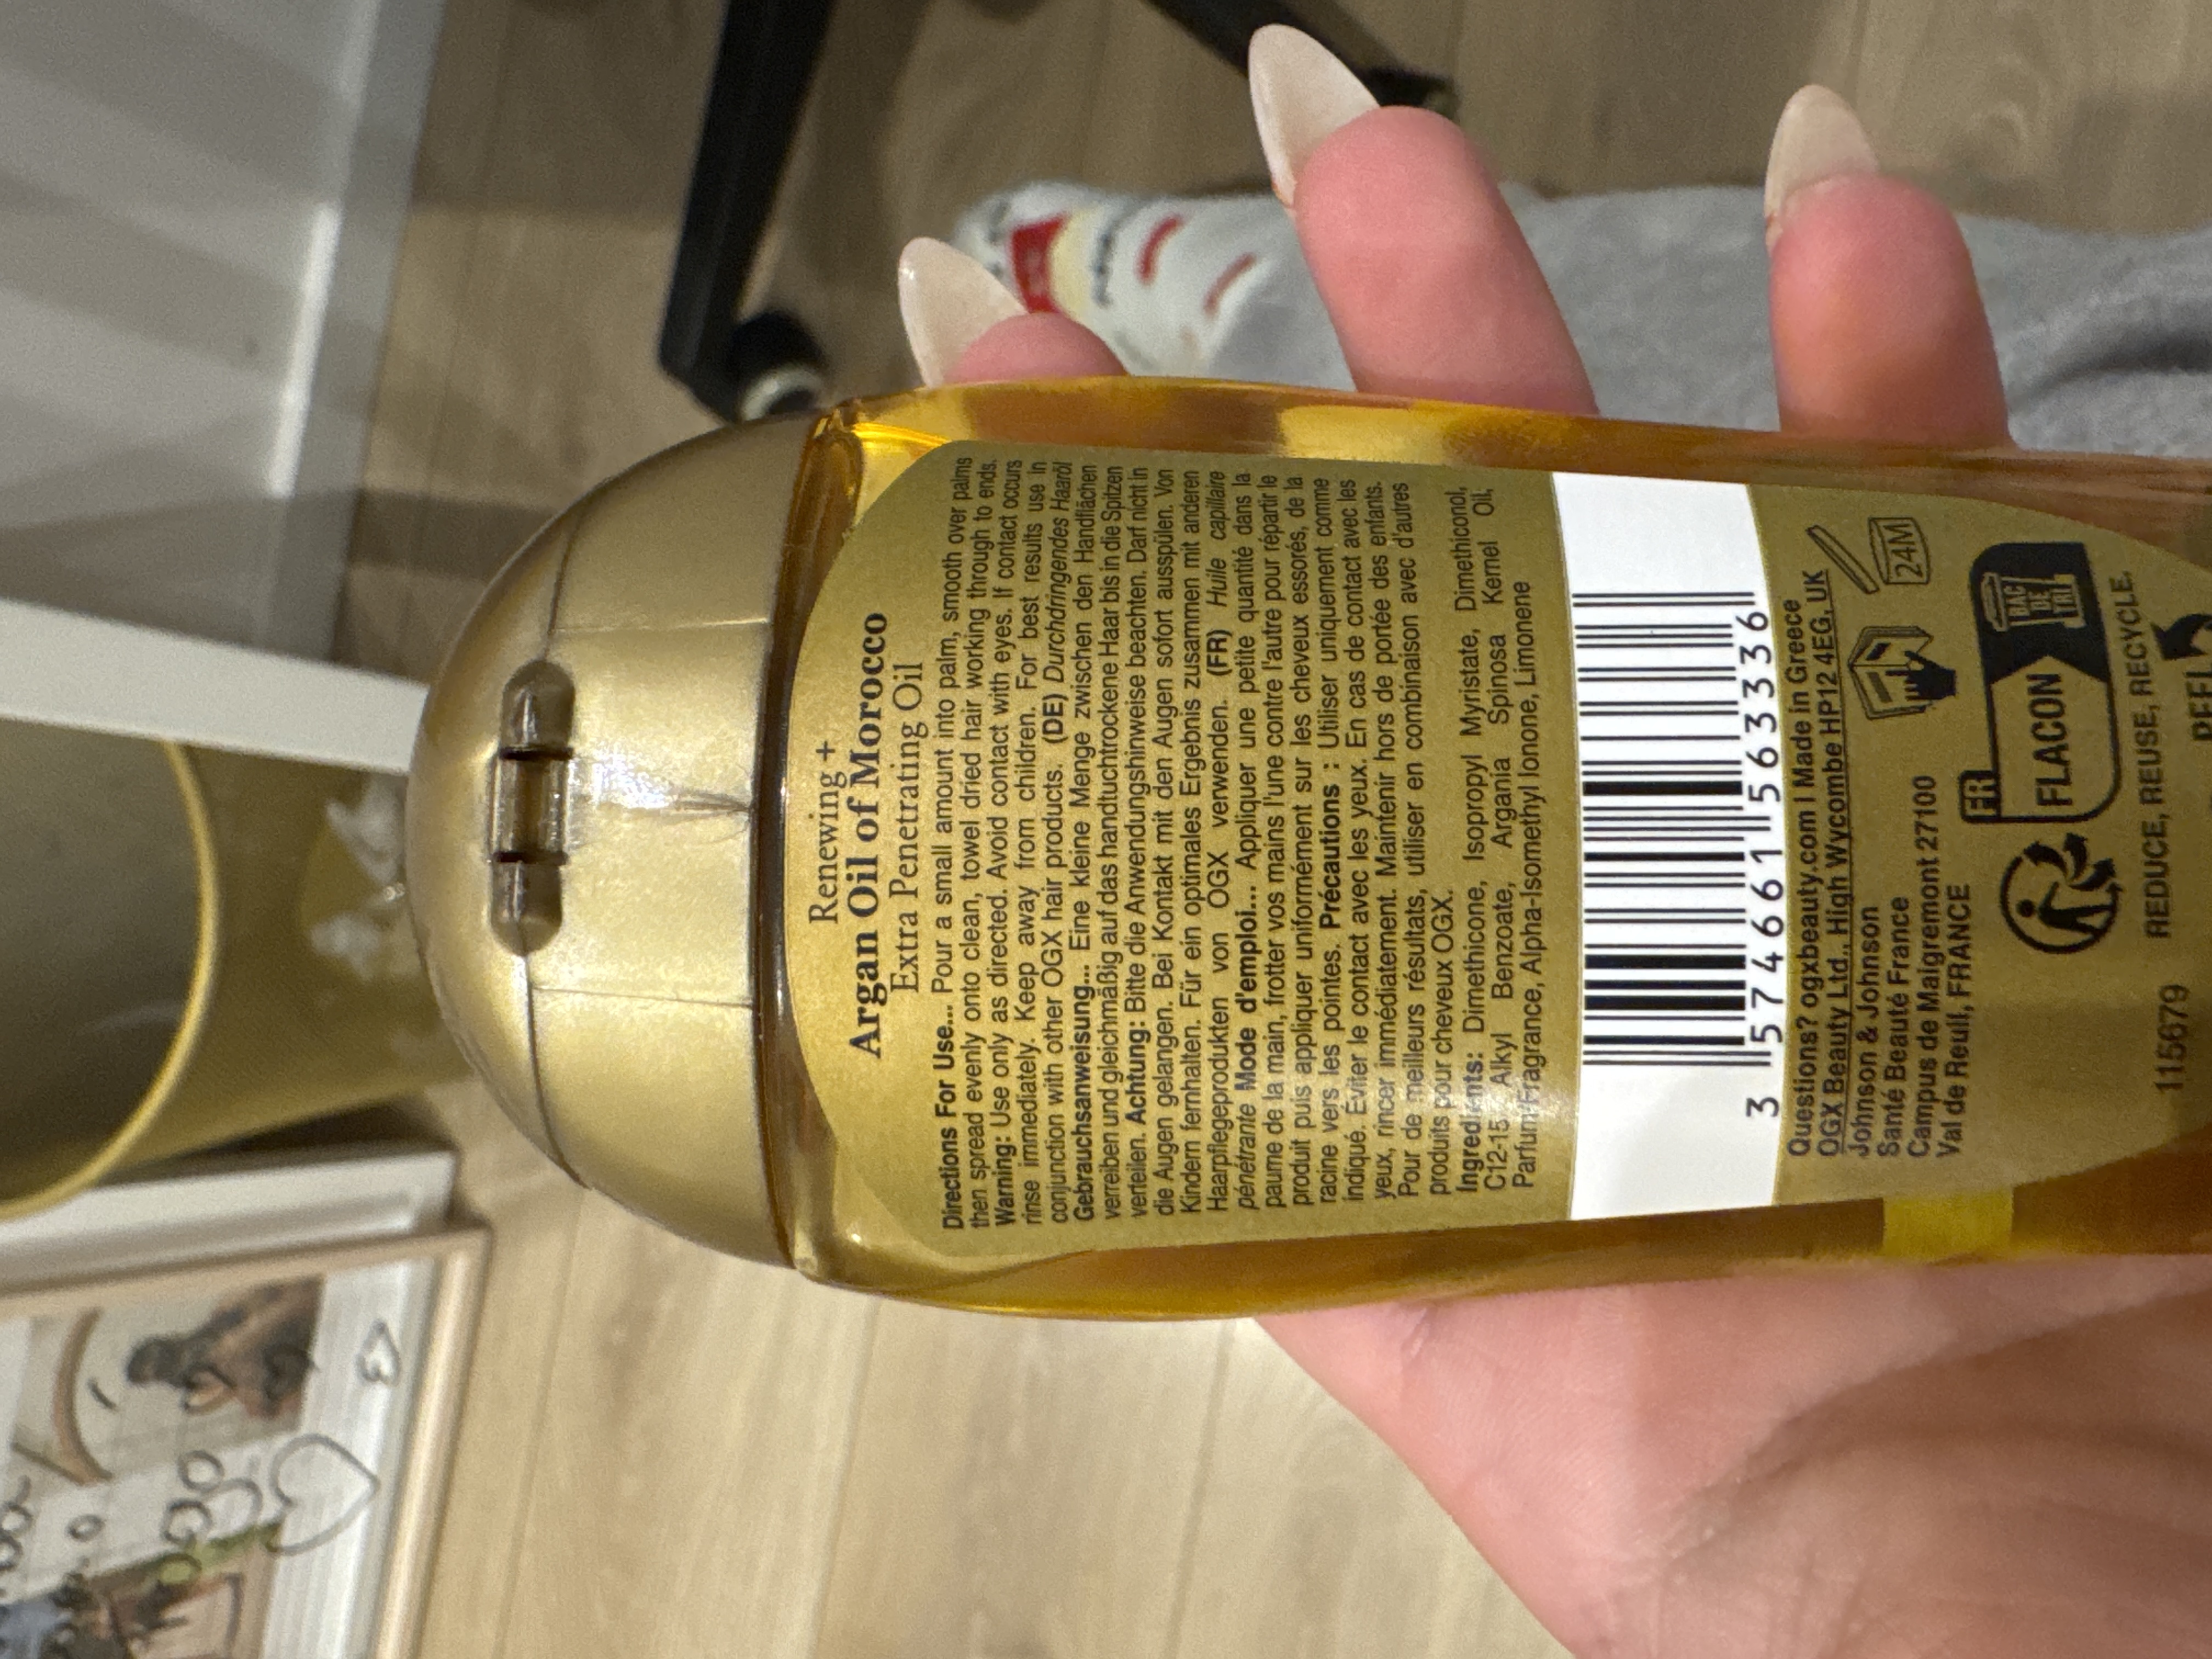 Renewing +
Argan Oil of Morocco
Extra Penetrating Oil
Directions For Use... Pour a small amount into palm, smooth over palms
then spread evenly onto clean, towel dried hair working through to ends.
Warning: Use only as directed. Avoid contact with eyes. If contact occurs
rinse immediately. Keep away from children. For best results use in
conjunction with other OGX hair products. (DE) Durchdringendes Haaröl
Gebrauchsanweisung... Eine kleine Menge zwischen den Handflächen
verreiben und gleichmäßig auf das handtuchtrockene Haar bis in die Spitzen
verteilen. Achtung: Bitte die Anwendungshinweise beachten. Darf nicht in
die Augen gelangen. Bei Kontakt mit den Augen sofort ausspülen. Von
Kindern fernhalten. Für ein optimales Ergebnis zusammen mit anderen
Haarpflegeprodukten von OGX verwenden. (FR) Huile capillaire
pénétrante Mode d'emploi... Appliquer une petite quantité dans la
paume de la main, frotter vos mains l'une contre l'autre pour répartir le
produit puis appliquer uniformément sur les cheveux essorés, de la
racine vers les pointes. Précautions : Utiliser uniquement comme
indiqué. Éviter le contact avec les yeux. En cas de contact avec les
yeux, rincer immédiatement. Maintenir hors de portée des enfants.
Pour de meilleurs résultats, utiliser en combinaison avec d'autres
produits pour cheveux OGX.
Ingredients: Dimethicone, Isopropyl Myristate, Dimethiconol,
C12-15 Alkyl Benzoate, Argania Spinosa Kernel Oil,
Parfum/Fragrance, Alpha-Isomethyl Ionone, Limonene
3 574661 563336
Questions? ogxbeauty.com | Made in Greece
OGX Beauty Ltd., High Wycombe HP12 4EG, UK
Johnson & Johnson
Santé Beauté France
Campus de Maigremont 27100
Val de Reuil, FRANCE
24M
FR
FLACON
BAC
DE
TRI
REDUCE, REUSE, RECYCLE.
115679